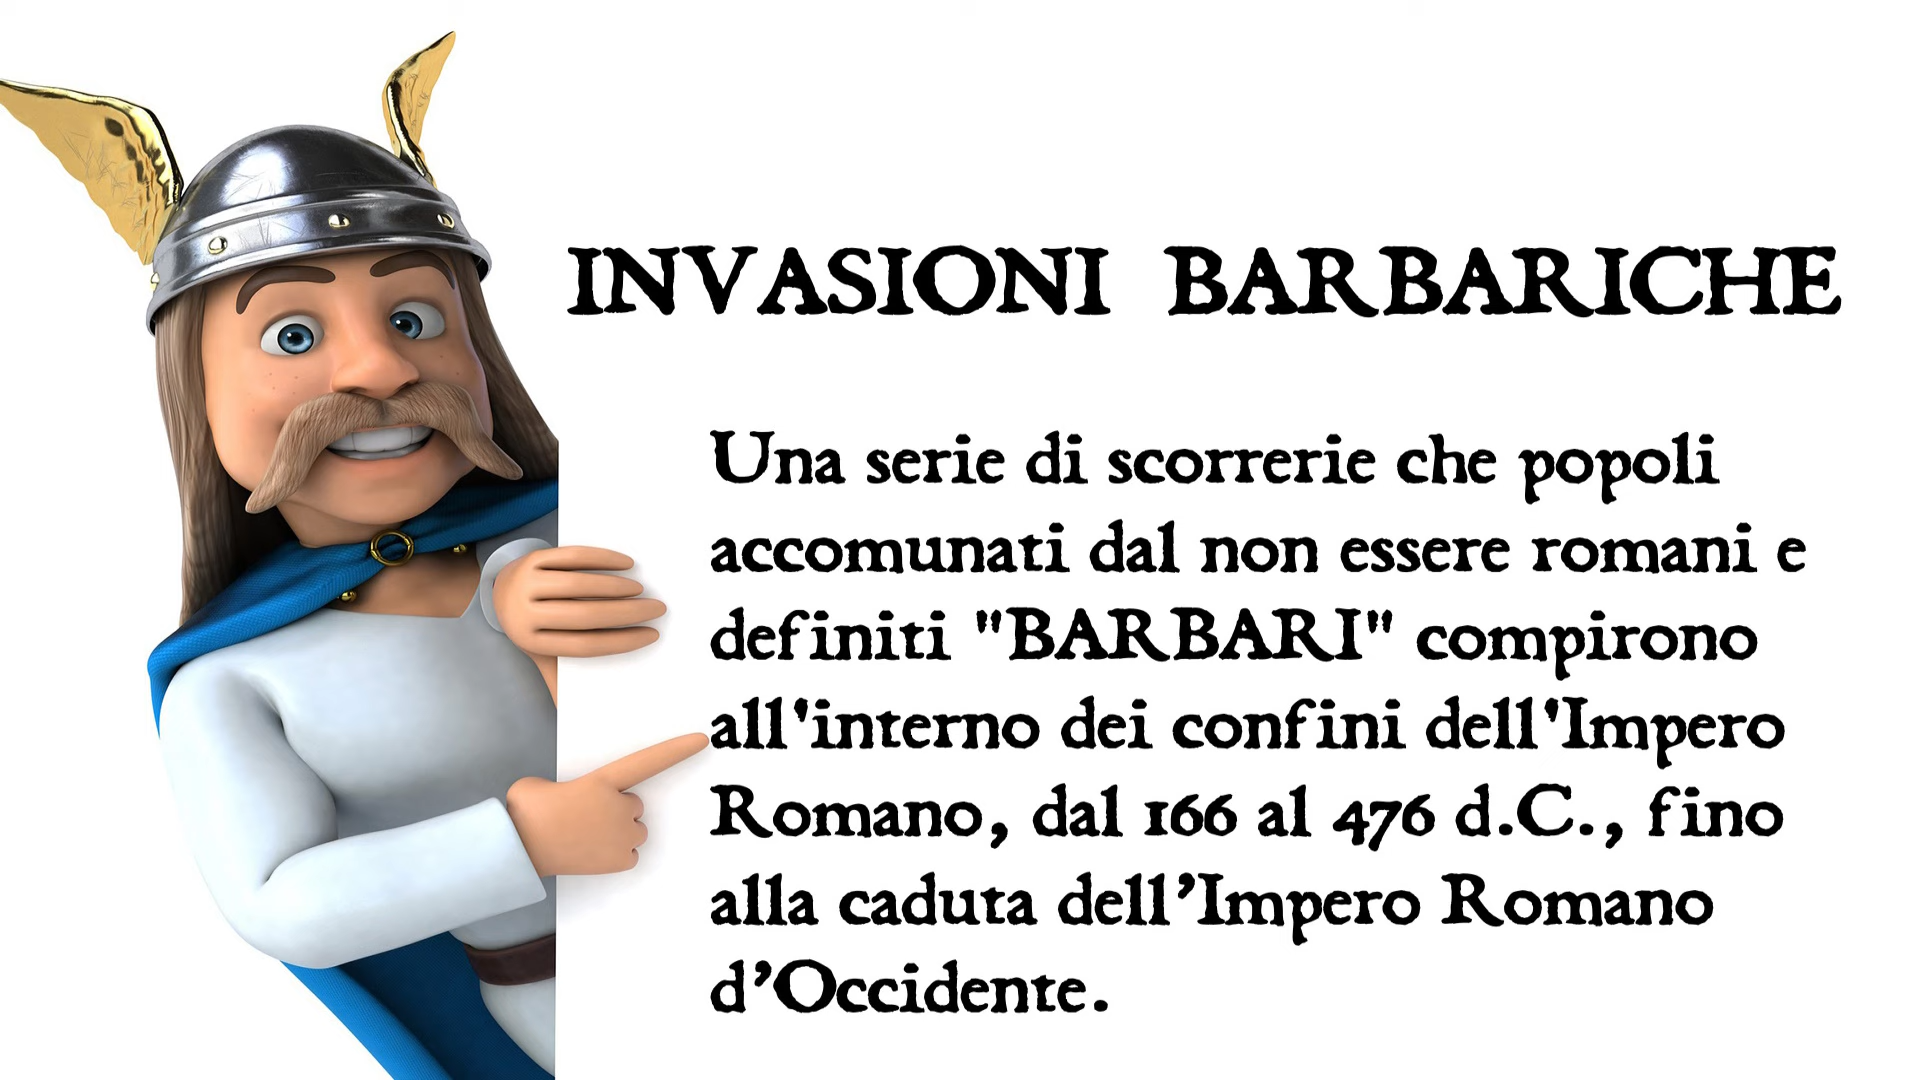 INVASIONI BARBARICHE
Una serie di scorrerie che popoli
accomunati dal non essere romani e
definiti "BARBARI" compirono
all'interno dei confini dell'Impero
Romano, dal 166 al 476 d.C., fino
alla caduta dell’Impero Romano
d’Occidente.